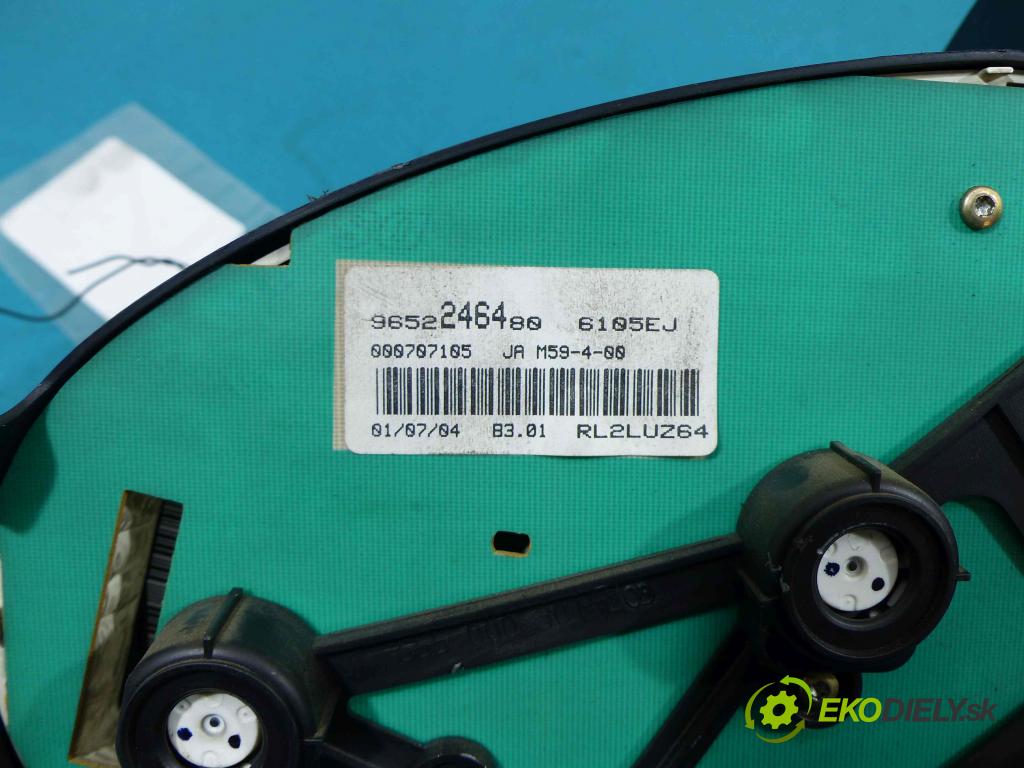 9652246480 6105EJ
000707105 JA M59-4-00
01/07/04 B3.01 RL2LUZ64
EKODIELY.sk